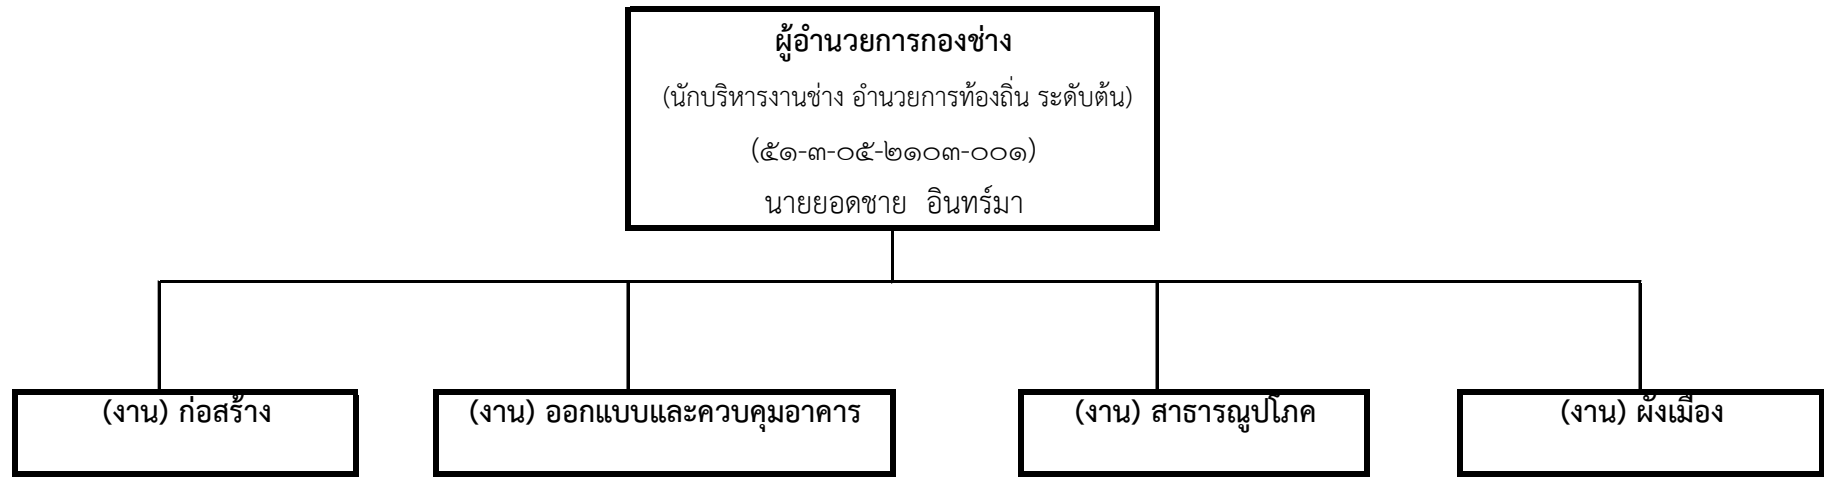 ผู้อำนวยการกองช่าง
(นักบริหารงานช่าง อำนวยการท้องถิ่น ระดับต้น)
(๕๑-๓-๐๕-๒๑๐๓-๐๐๑)
นายยอดชาย อินทร์มา
(งาน) ก่อสร้าง
(งาน) ออกแบบและควบคุมอาคาร
(งาน) สาธารณูปโภค
(งาน) ผังเมือง